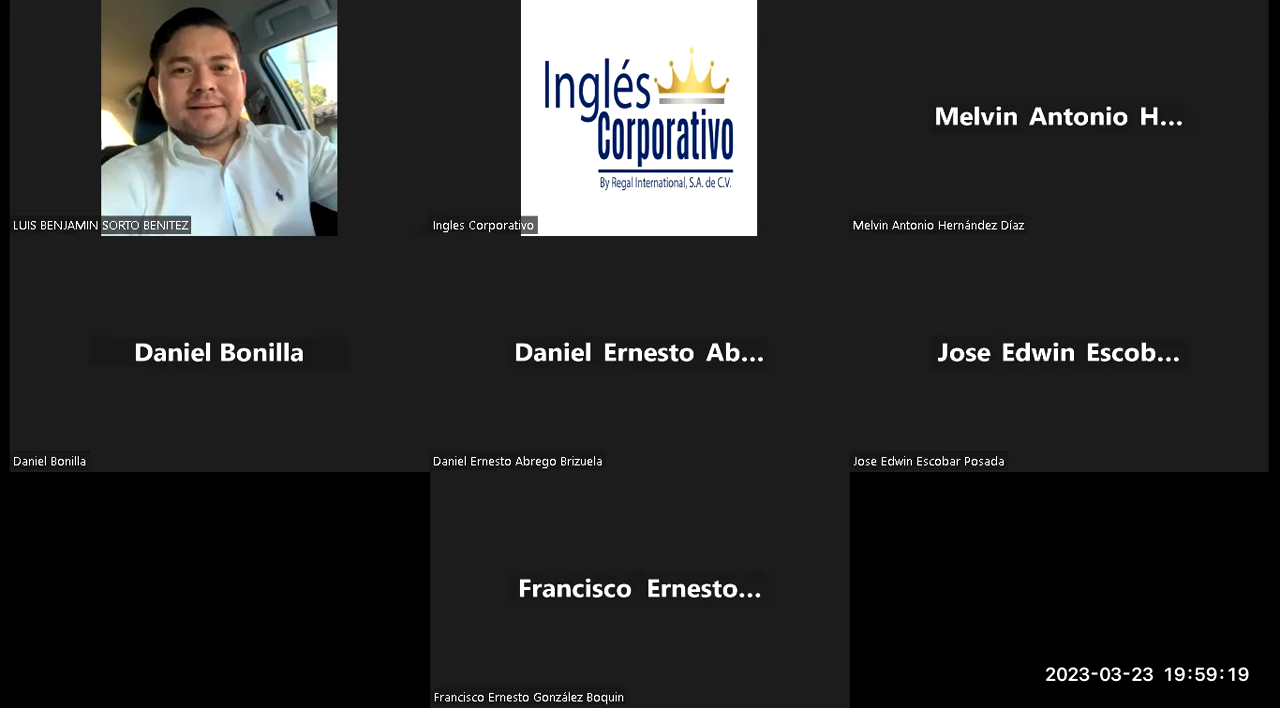 Inglés
Corporativo
By Regal International, S.A. de C.V.
Melvin Antonio H...
LUIS BENJAMIN SORTO BENITEZ
Ingles Corporativo
Melvin Antonio Hernández Díaz
Daniel Bonilla
Daniel Ernesto Ab...
Jose Edwin Escob...
Daniel Bonilla
Daniel Ernesto Abrego Brizuela
Jose Edwin Escobar Posada
Francisco Ernesto...
2023-03-23 19:59:19
Francisco Ernesto González Boquin